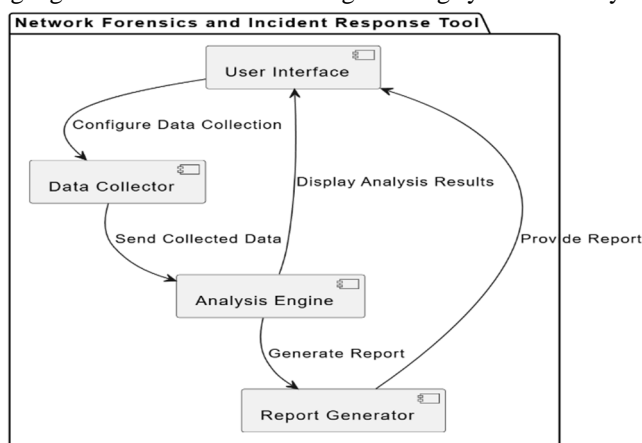 Network Forensics and Incident Response Tool
User Interface
Configure Data Collection
Data Collector
Display Analysis Results
Send Collected Data
Provide Report
Analysis Engine
Generate Report
Report Generator